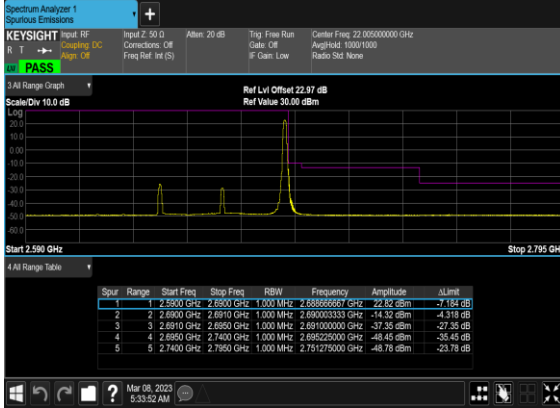 Spectrum Analyzer 1
Spurious Emissions
KEYSIGHT
R T
LXI PASS
Input: RF
Coupling: DC
Align: Off
Input Z: 50 Ω
Corrections: Off
Freq Ref: Int (S)
Atten: 20 dB
Trig: Free Run
Gate: Off
IF Gain: Low
Center Freq: 22.005000000 GHz
Avg|Hold: 1000/1000
Radio Std: None
3.All Range Graph
Scale/Div 10.0 dB
Ref Lvl Offset 22.97 dB
Ref Value 30.00 dBm
Log
20.0
10.0
0.00
-10.0
-20.0
-30.0
-40.0
-50.0
-60.0
Start 2.590 GHz Stop 2.795 GH
4.All Range Table
Spur Range Start Freq Stop Freq RBW Frequency Amplitude ΔLimit
1 1 2.5900 GHz 2.6900 GHz 1.000 MHz 2.688666667 GHz 22.82 dBm -7.184 dB
2 2 2.6900 GHz 2.6910 GHz 1.000 MHz 2.690003333 GHz -14.32 dBm -4.318 dB
3 3 2.6910 GHz 2.6950 GHz 1.000 MHz 2.691000000 GHz -37.35 dBm -27.35 dB
4 4 2.6950 GHz 2.7400 GHz 1.000 MHz 2.695225000 GHz -48.45 dBm -35.45 dB
5 5 2.7400 GHz 2.7950 GHz 1.000 MHz 2.751275000 GHz -48.78 dBm -23.78 dB
Mar 08, 2023
5:33:52 AM